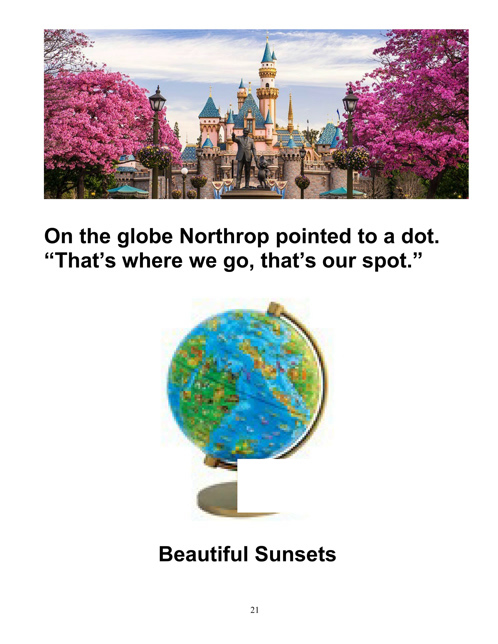 On the globe Northrop pointed to a dot.
“That’s where we go, that’s our spot.”
Beautiful Sunsets
21